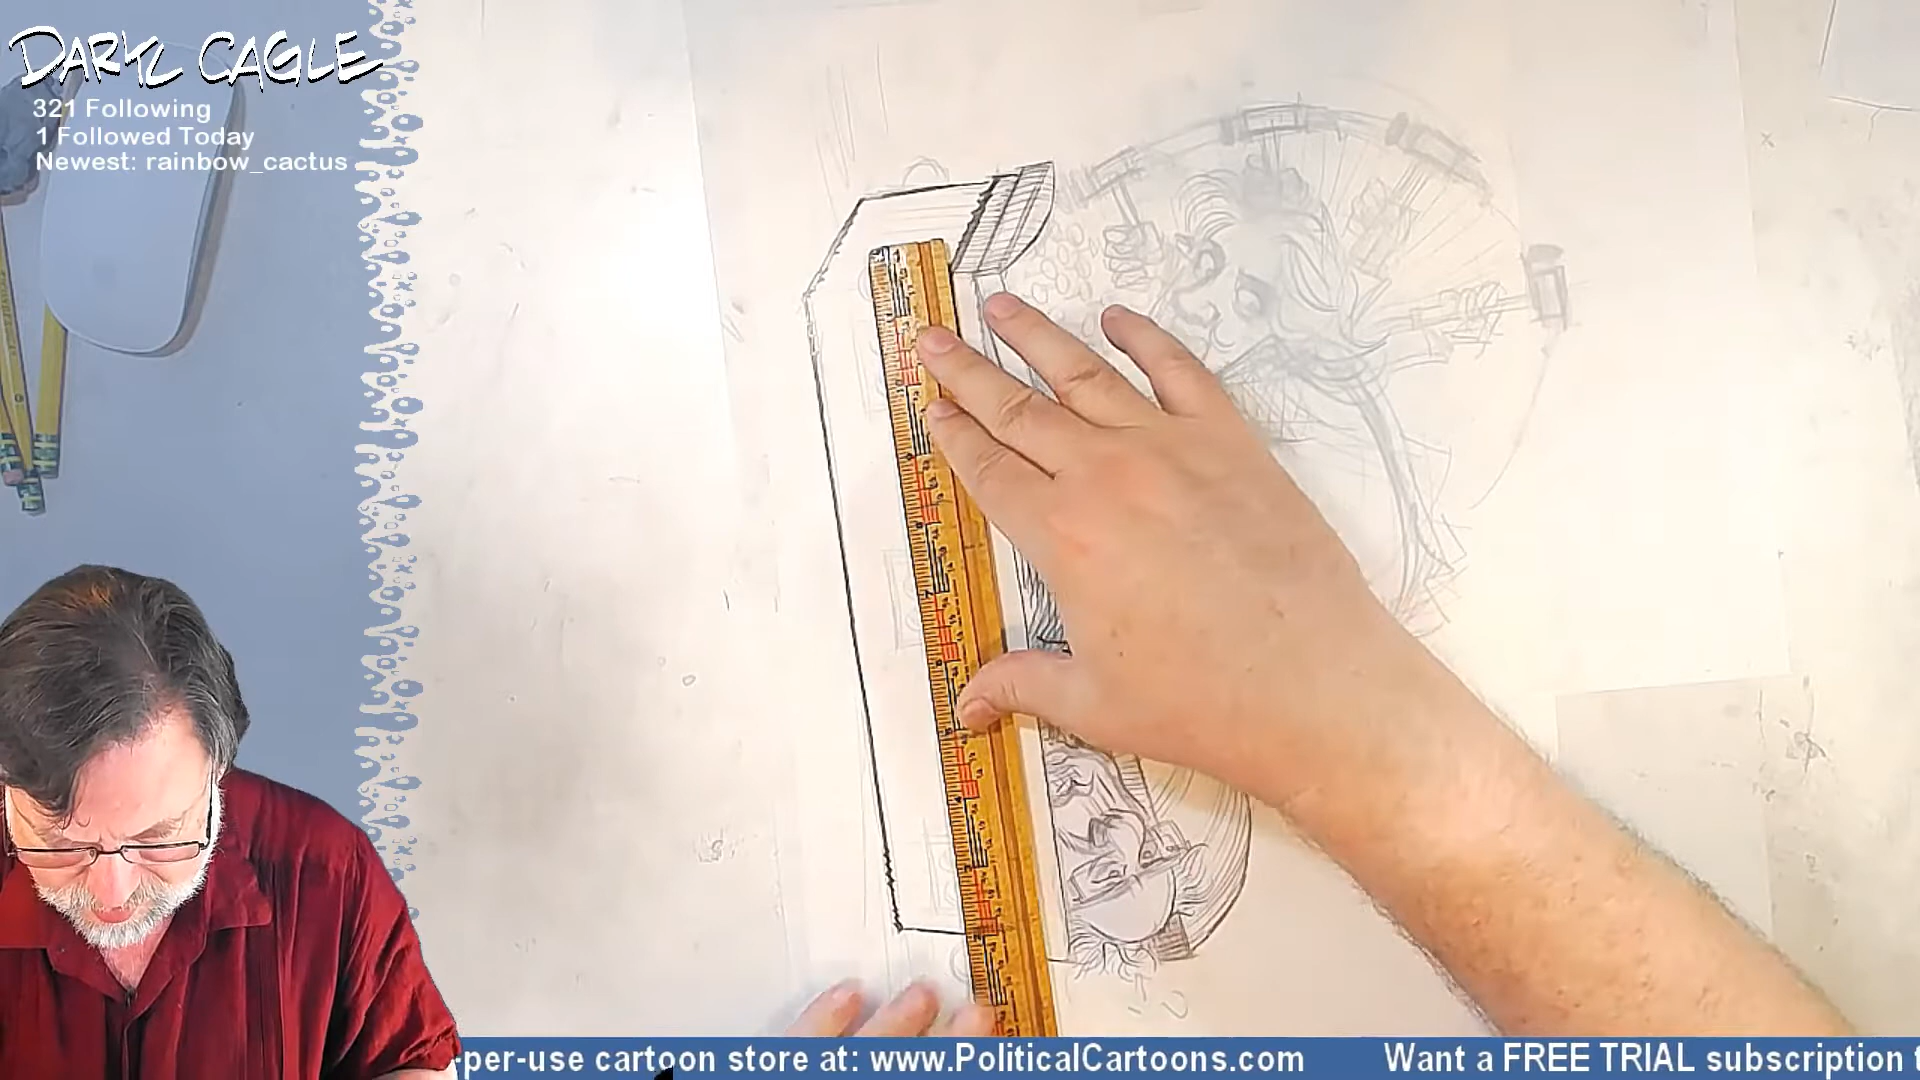 DARYL CAGLE
321 Following
1 Followed Today
Newest: rainbow_cactus
-per-use cartoon store at: www.PoliticalCartoons.com Want a FREE TRIAL subscription t